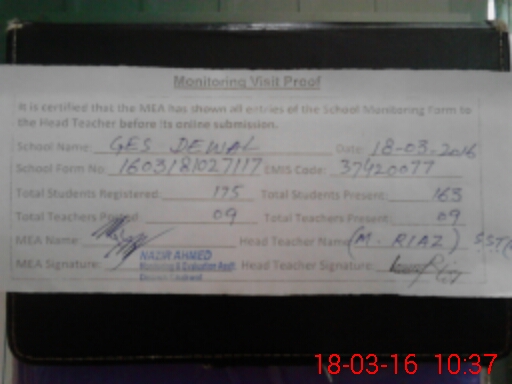 Monitoring Visit Proof
It is certified that the MEA has shown all entries of the School Monitoring Form to
the Head Teacher before its online submission.
School Name: GES DEWAL Date: 18-03-2016
School Form No: 1603181027117 EMIS Code: 37420077
Total Students Registered: 175 Total Students Present: 163
Total Teachers 09 Total Teachers Present: 09
MEA Name: Head Teacher Name (M. RIAZ) S.ST
MEA Signature: NAZIR AHMED Head Teacher Signature:
Monitoring & Evaluation Asstt
18-03-16 10:37